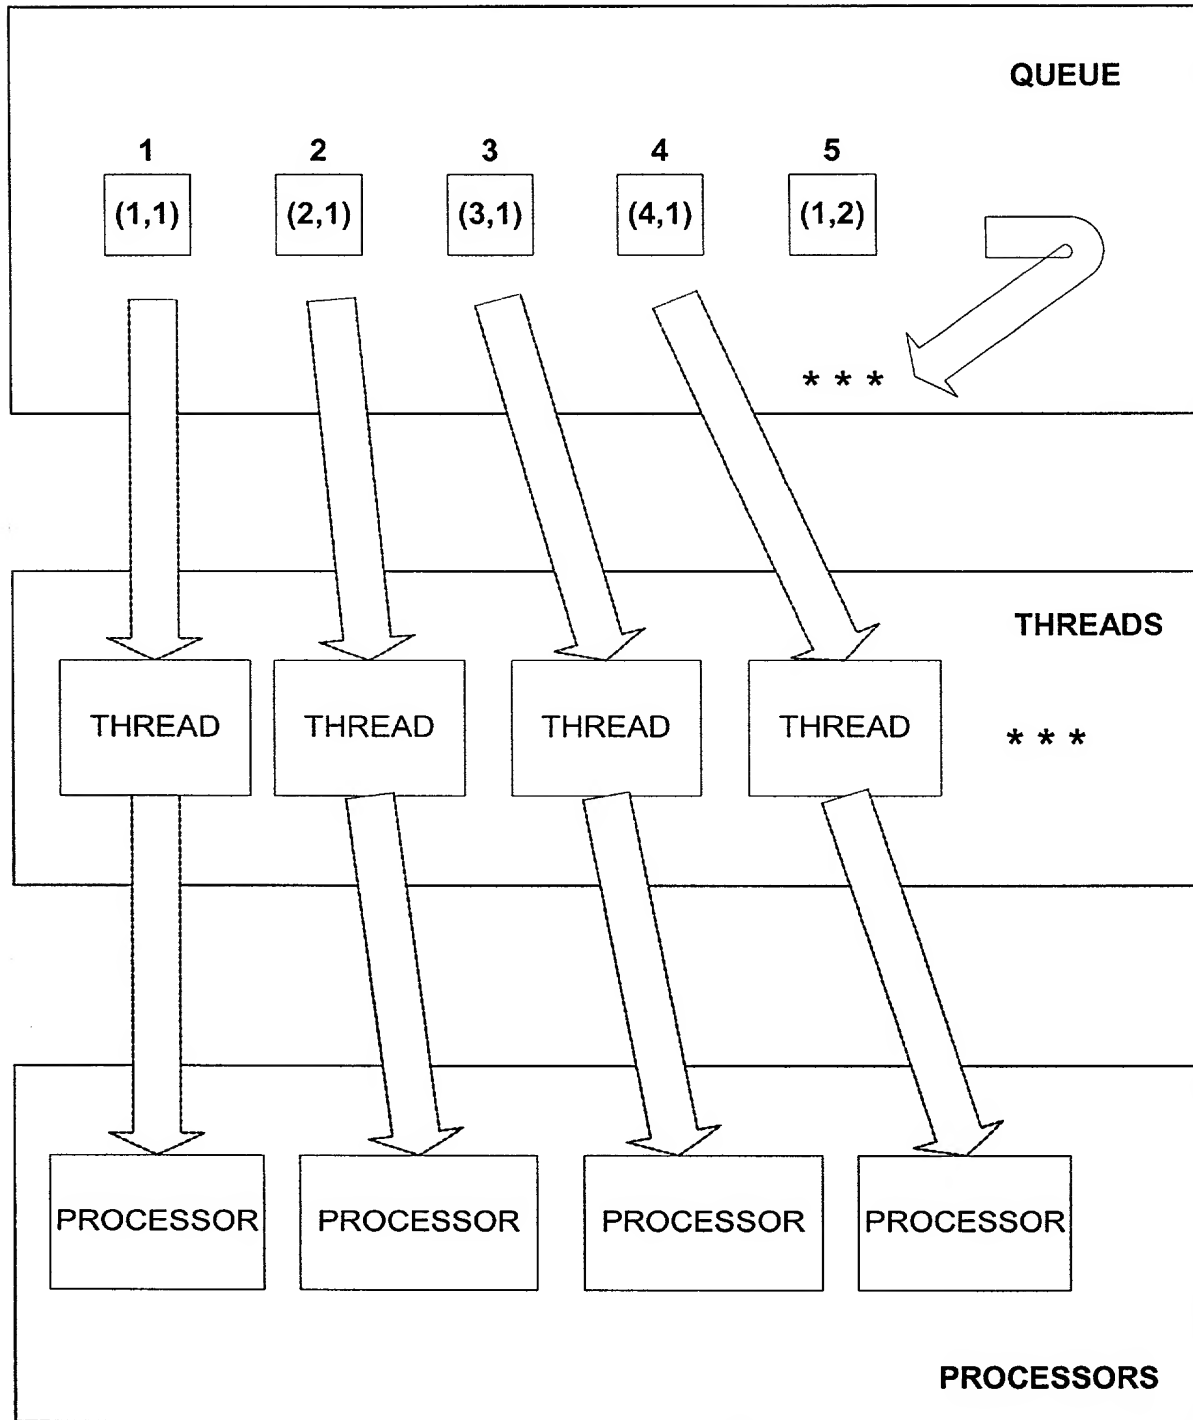 QUEUE
1 2 3 4 5
(1,1) (2,1) (3,1) (4,1) (1,2)
* * *
THREADS
THREAD THREAD THREAD THREAD
* * *
PROCESSOR PROCESSOR PROCESSOR PROCESSOR
PROCESSORS